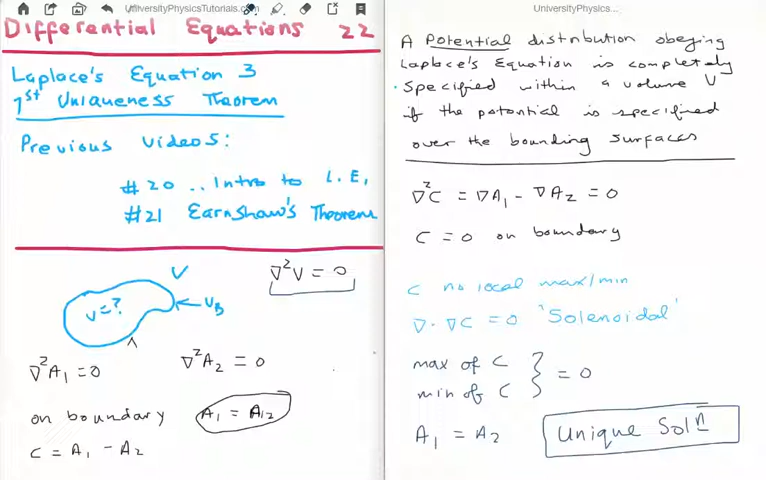 UniversityPhysicsTutorials.
Differential Equations 22
Laplace's Equation 3
1st Uniqueness Theorem
Previous videos:
#20 .. Intro to L.E.
#21 Earnshaw's Theorem
V
∇²V = 0
V=?
V_B
∇²A₁ = 0
∇²A₂ = 0
on boundary A₁ = A₂
C = A₁ - A₂
UniversityPhysics...
A Potential distribution obeying
Laplace's Equation is completely
Specified within a volume V
if the potential is specified
over the bounding surfaces
∇²C = ∇A₁ - ∇A₂ = 0
C = 0 on boundary
C no local max/min
∇·∇C = 0 'Solenoidal'
max of C
min of C } = 0
A₁ = A₂
Unique Solⁿ